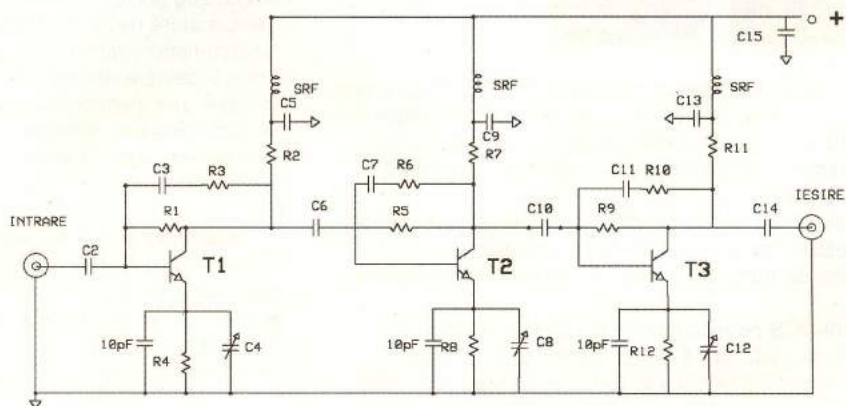 +
C15
SRF
SRF
SRF
C5
C9
C13
R2
R7
R11
C3
R3
C7
R6
C11
R10
INTRARE
R1
C6
R5
C10
R9
C14
IESIRE
C2
T1
T2
T3
10pF
R4
C4
10pF
R8
C8
10pF
R12
C12